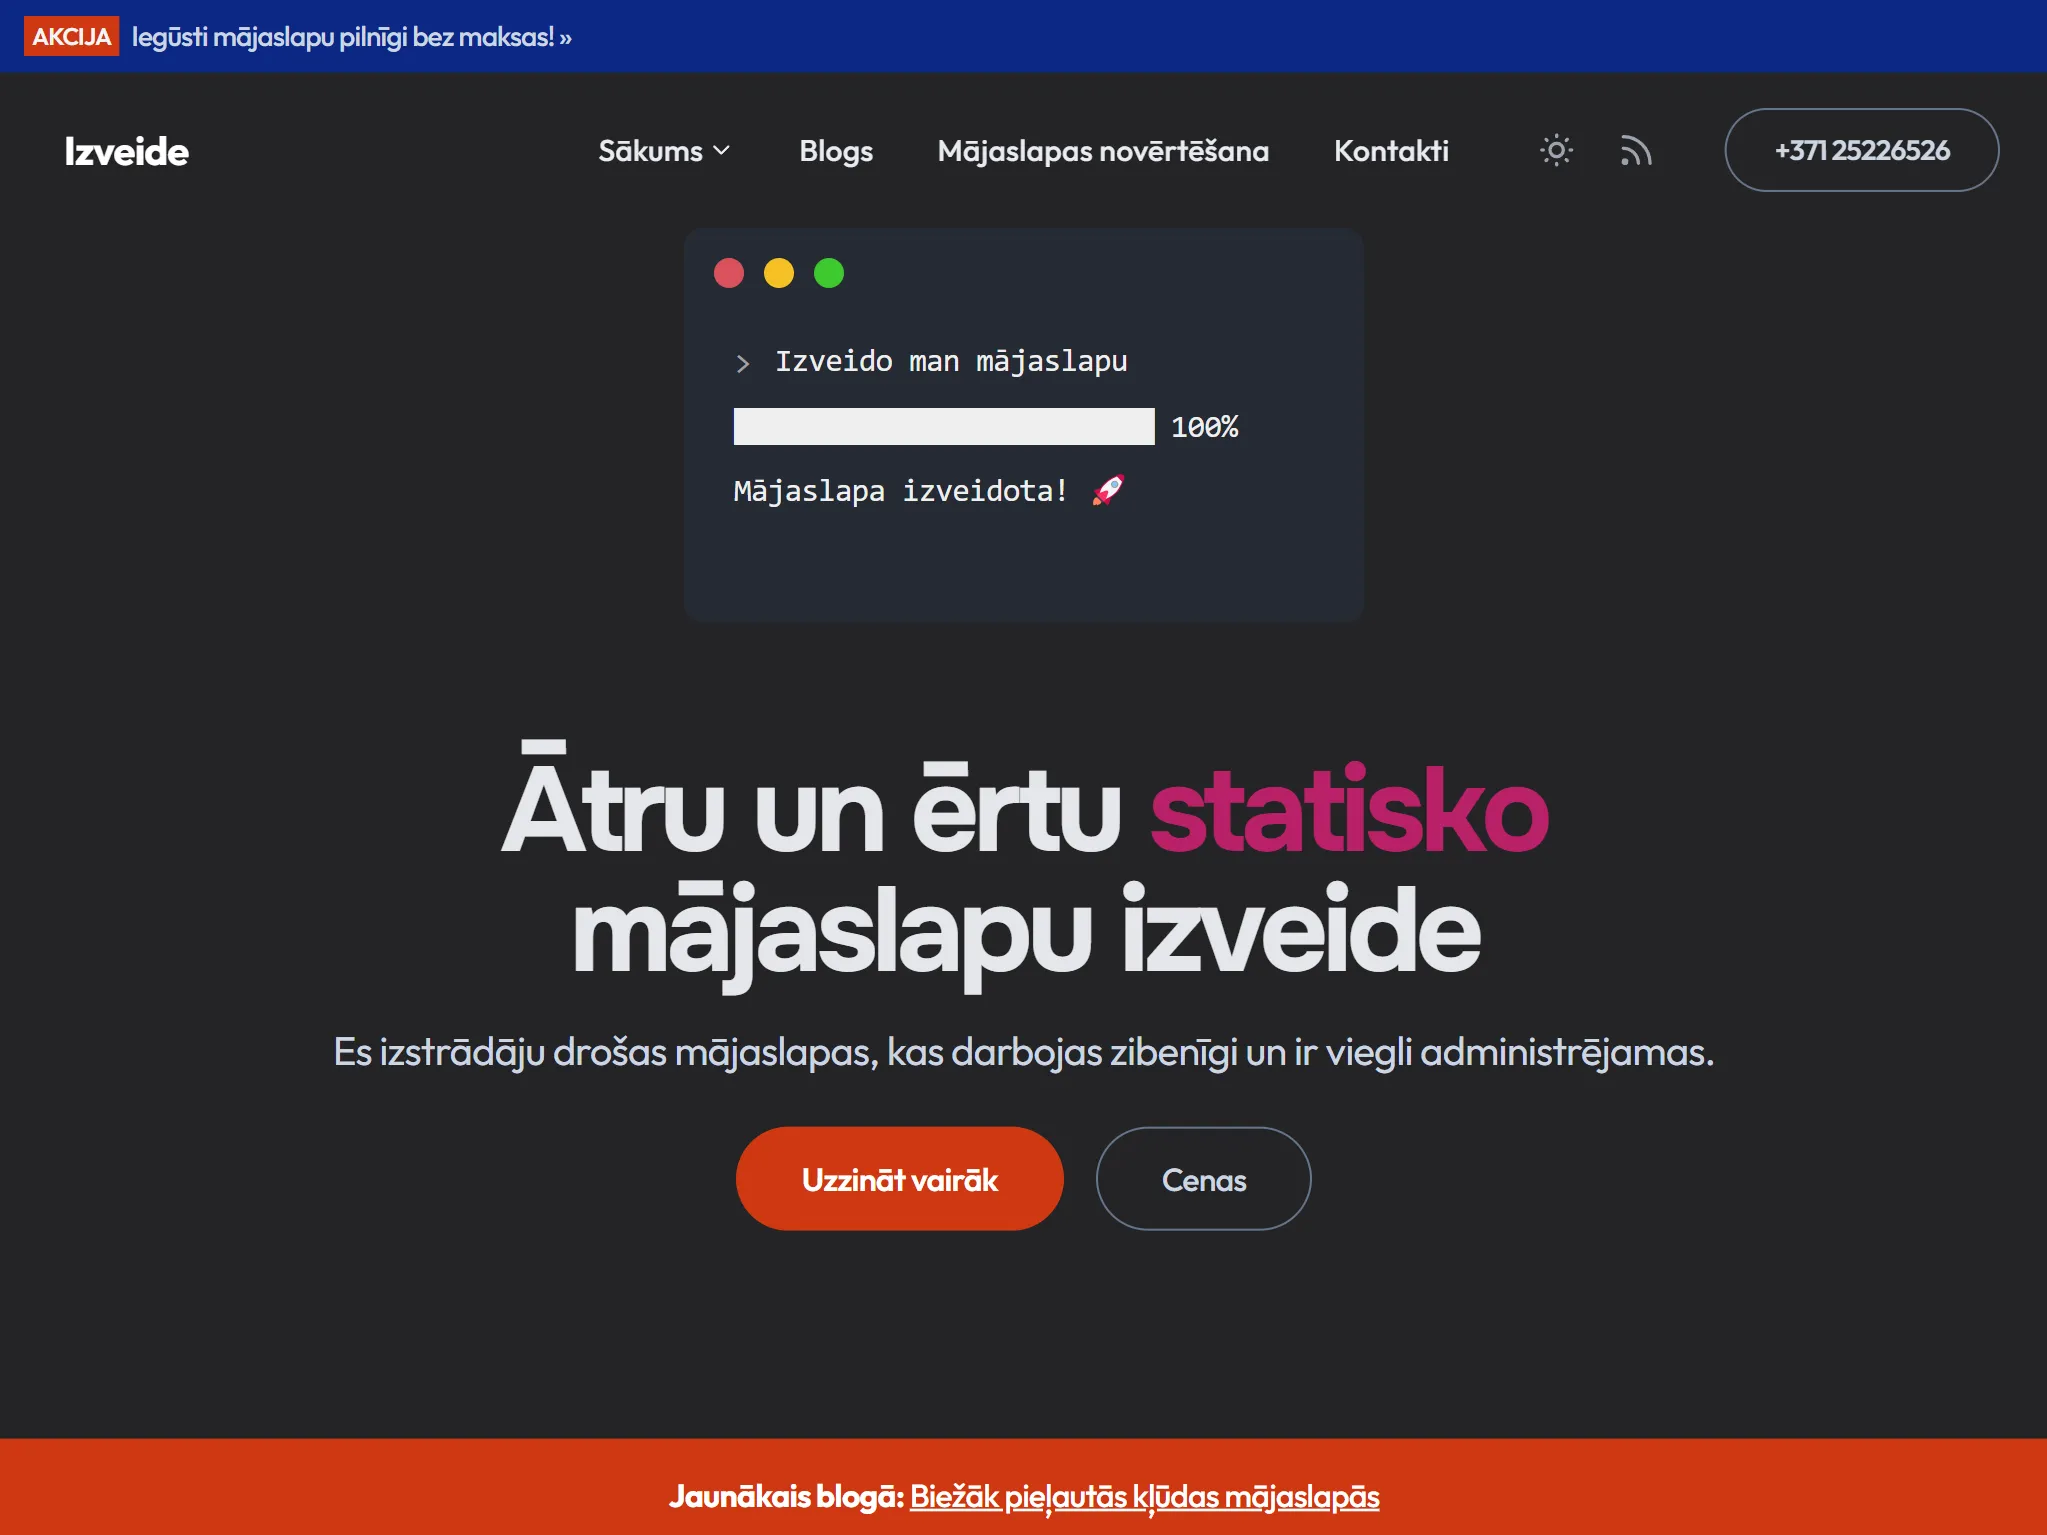 AKCIJA Iegūsti mājaslapu pilnīgi bez maksas! »
Izveide
Sākums
Blogs
Mājaslapas novērtēšana
Kontakti
+371 25226526
> Izveido man mājaslapu
100%
Mājaslapa izveidota! 🚀
Ātru un ērtu statisko
mājaslapu izveide
Es izstrādāju drošas mājaslapas, kas darbojas zibenīgi un ir viegli administrējamas.
Uzzināt vairāk
Cenas
Jaunākais blogā: Biežāk pieļautās kļūdas mājaslapās